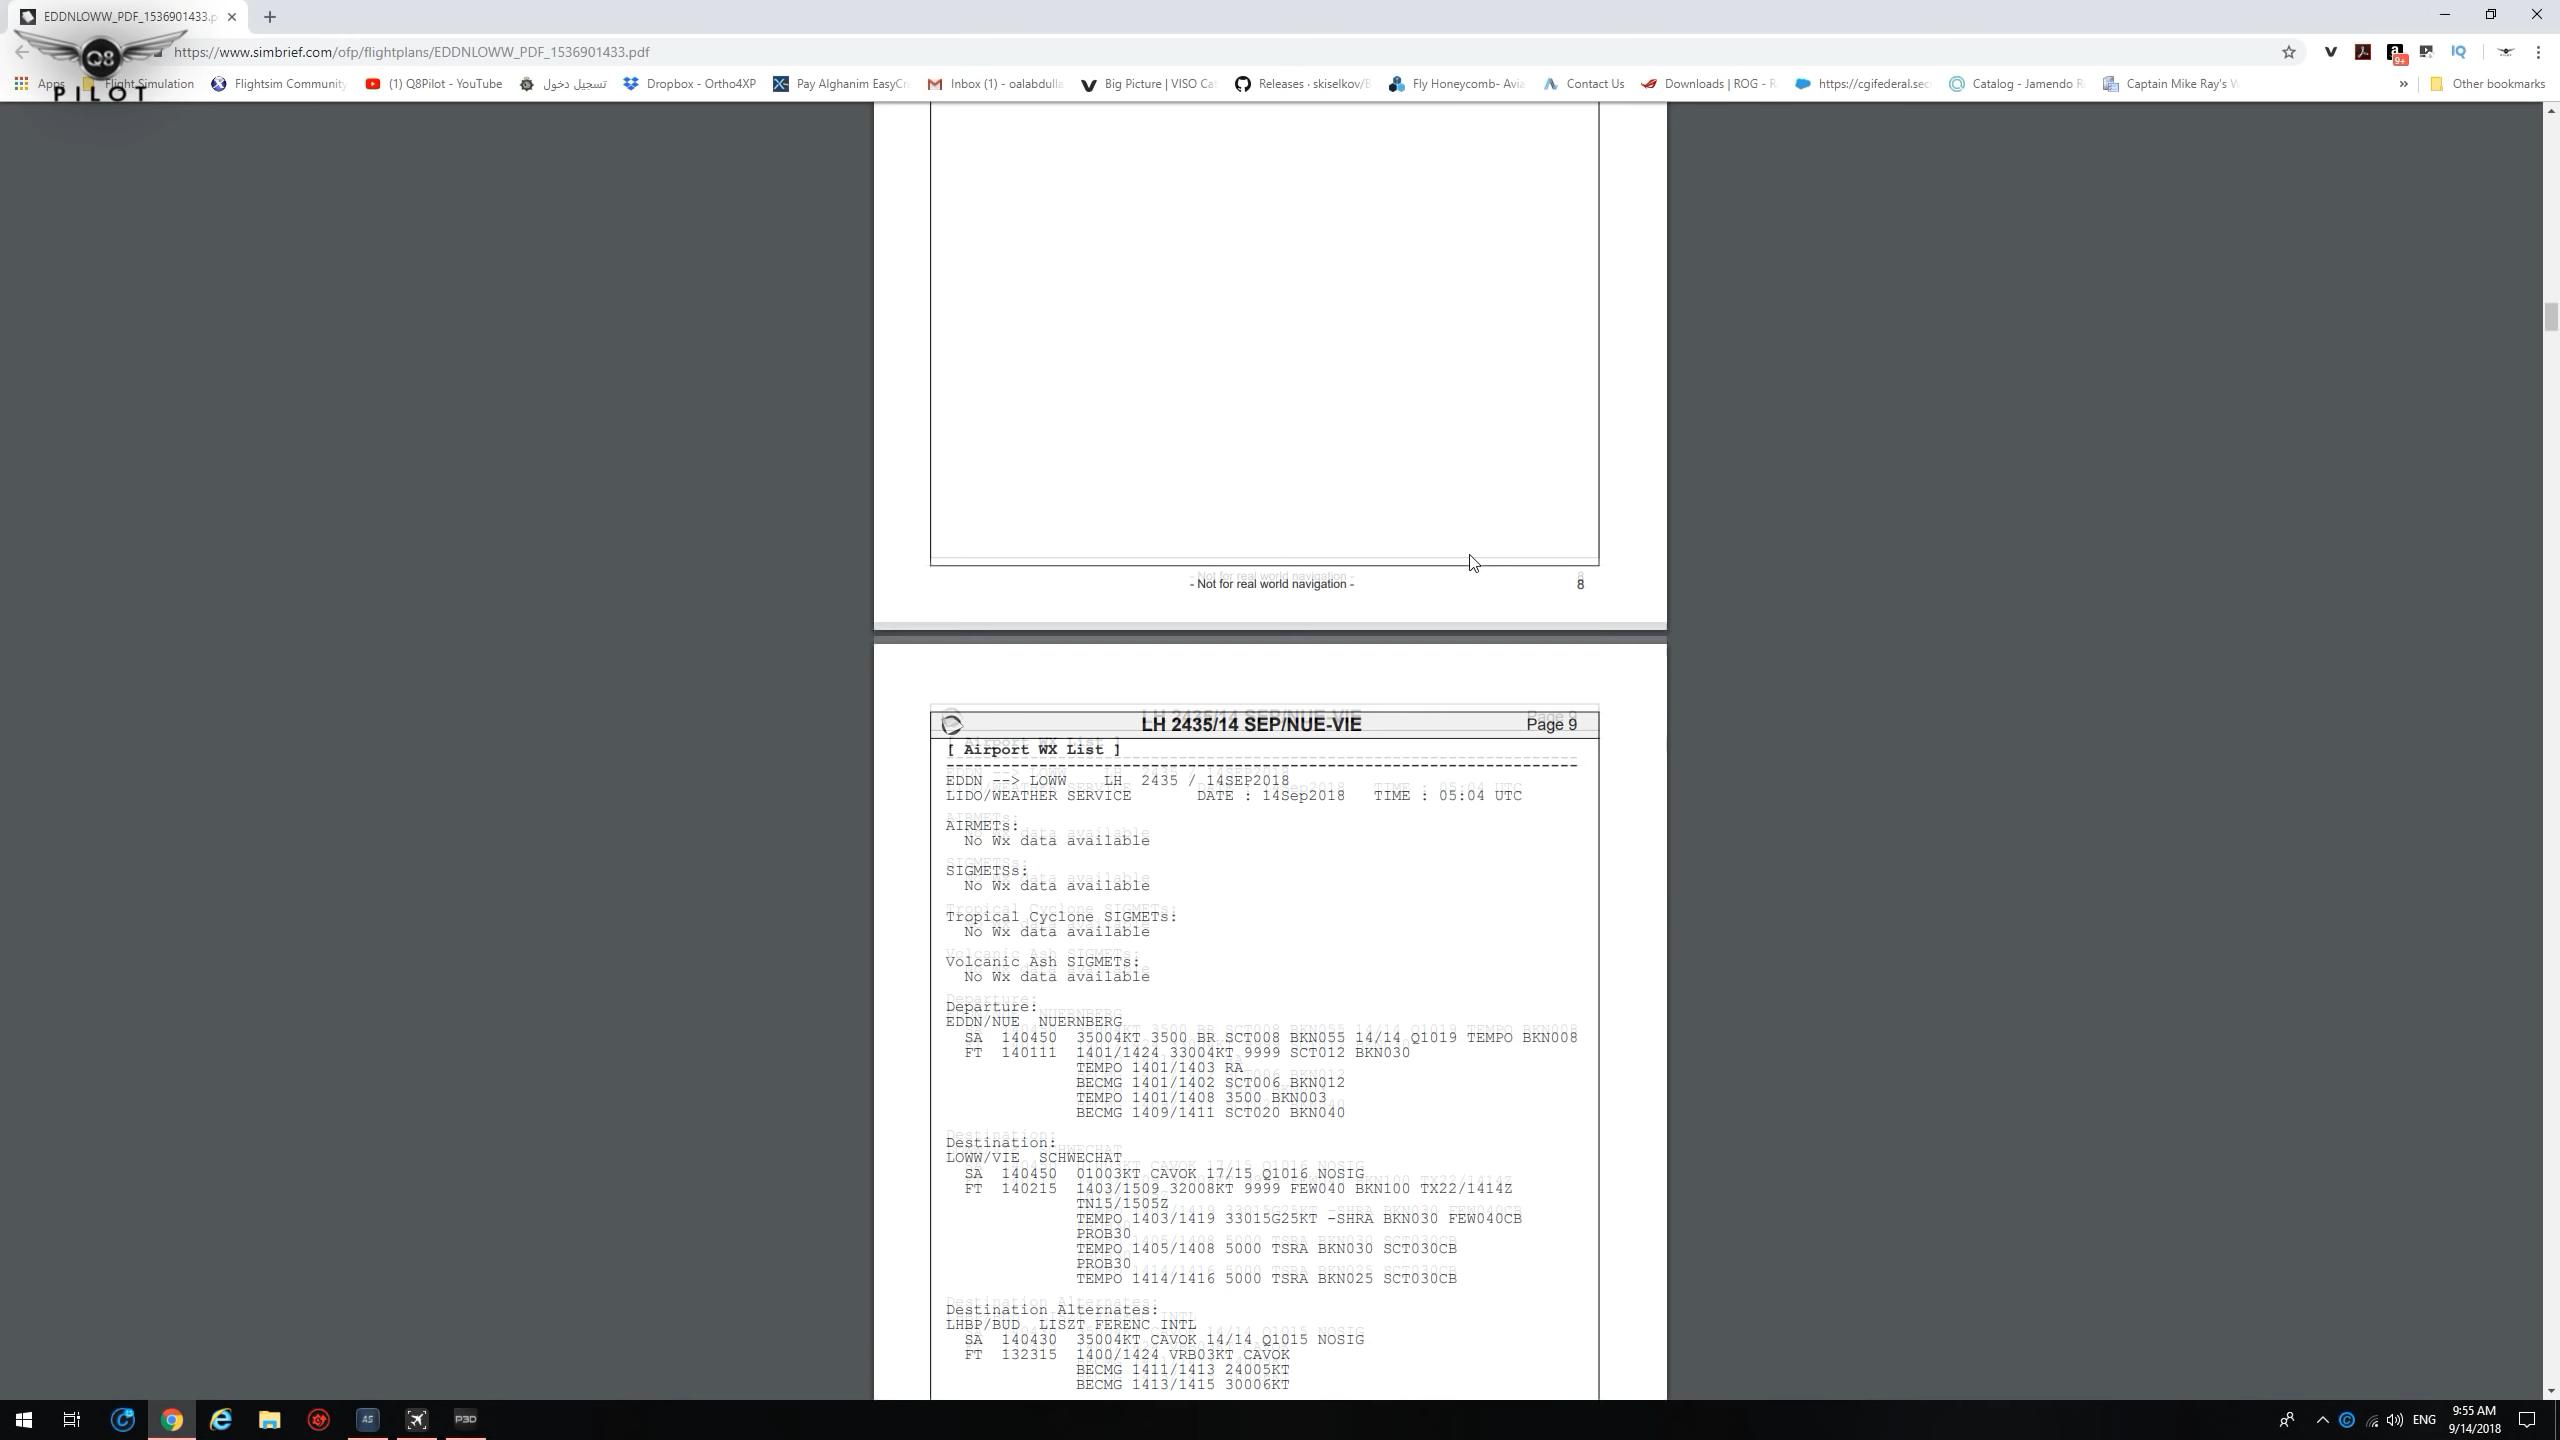 EDDNLOWW_PDF_1536901433.p
https://www.simbrief.com/ofp/flightplans/EDDNLOWW_PDF_1536901433.pdf
9+
IQ
Q8
PILOT
Apps
Flight Simulation
Flightsim Community
(1) Q8Pilot - YouTube
تسجيل دخول
Dropbox - Ortho4XP
Pay Alghanim EasyCr
Inbox (1) - oalabdulla
Big Picture | VISO Ca
Releases · skiselkov/B
Fly Honeycomb- Avia
Contact Us
Downloads | ROG - R
https://cgifederal.sec
Catalog - Jamendo
Captain Mike Ray's W
»
Other bookmarks
- Not for real world navigation -
8
LH 2435/14 SEP/NUE-VIE
Page 9
[ Airport WX List ]
--------------------------------------------------------------------
EDDN --> LOWW    LH  2435 / 14SEP2018
LIDO/WEATHER SERVICE       DATE : 14Sep2018   TIME : 05:04 UTC
AIRMETs:
No Wx data available
SIGMETSs:
No Wx data available
Tropical Cyclone SIGMETs:
No Wx data available
Volcanic Ash SIGMETs:
No Wx data available
Departure:
EDDN/NUE  NUERNBERG
SA  140450  35004KT 3500 BR SCT008 BKN055 14/14 Q1019 TEMPO BKN008
FT  140111  1401/1424 33004KT 9999 SCT012 BKN030
TEMPO 1401/1403 RA
BECMG 1401/1402 SCT006 BKN012
TEMPO 1401/1408 3500 BKN003
BECMG 1409/1411 SCT020 BKN040
Destination:
LOWW/VIE  SCHWECHAT
SA  140450  01003KT CAVOK 17/15 Q1016 NOSIG
FT  140215  1403/1509 32008KT 9999 FEW040 BKN100 TX22/1414Z
TN15/1505Z
TEMPO 1403/1419 33015G25KT -SHRA BKN030 FEW040CB
PROB30
TEMPO 1405/1408 5000 TSRA BKN030 SCT030CB
PROB30
TEMPO 1414/1416 5000 TSRA BKN025 SCT030CB
Destination Alternates:
LHBP/BUD  LISZT FERENC INTL
SA  140430  35004KT CAVOK 14/14 Q1015 NOSIG
FT  132315  1400/1424 VRB03KT CAVOK
BECMG 1411/1413 24005KT
BECMG 1413/1415 30006KT
AS
P3D
ENG
9:55 AM
9/14/2018